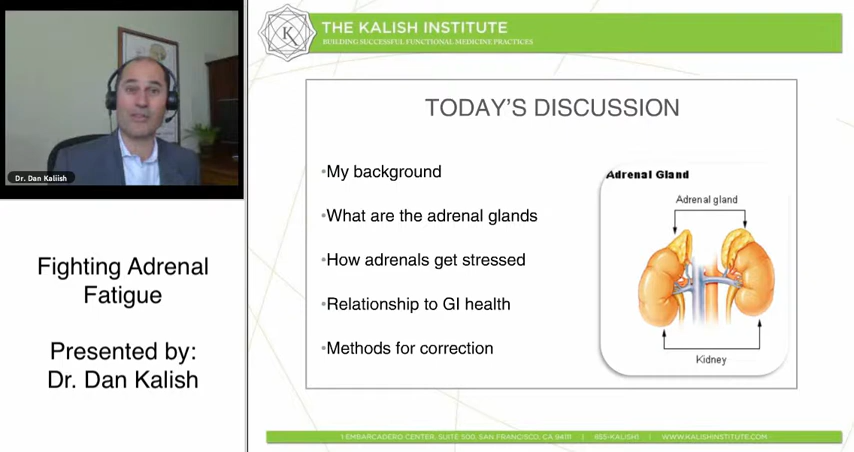 THE KALISH INSTITUTE
BUILDING SUCCESSFUL FUNCTIONAL MEDICINE PRACTICES
K
Dr. Dan Kaliish
Fighting Adrenal
Fatigue
Presented by:
Dr. Dan Kalish
TODAY'S DISCUSSION
•My background
•What are the adrenal glands
•How adrenals get stressed
•Relationship to GI health
•Methods for correction
Adrenal Gland
Adrenal gland
Kidney
1 EMBARCADERO CENTER, SUITE 500, SAN FRANCISCO, CA 94111 | 855-KALISH1 | WWW.KALISHINSTITUTE.COM